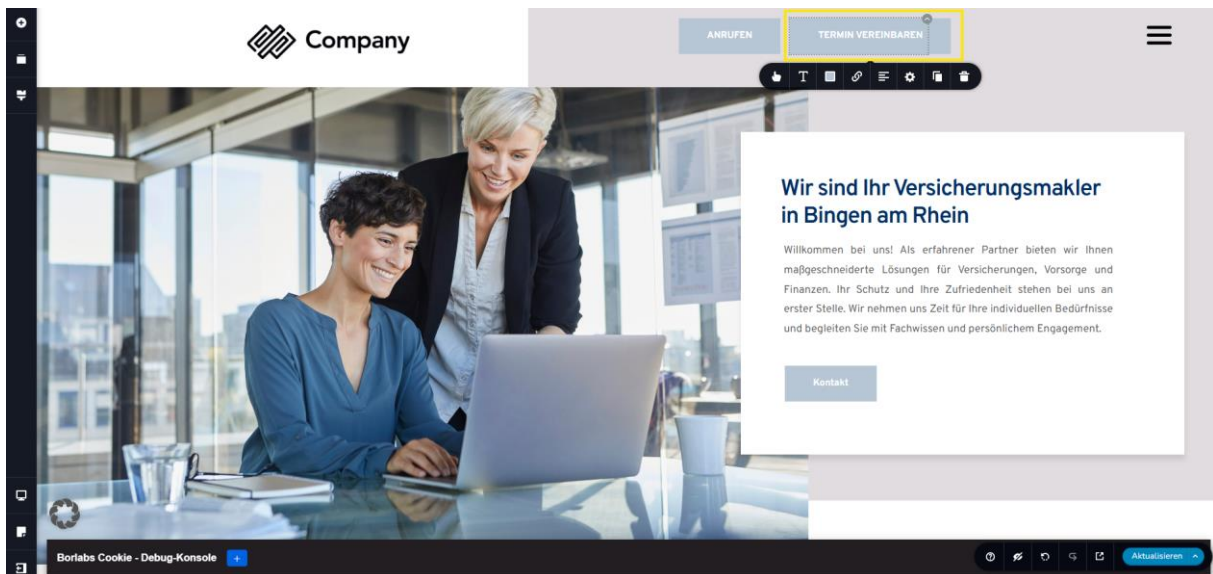 Company
ANRUFEN
TERMIN VEREINBAREN
Wir sind Ihr Versicherungsmakler
in Bingen am Rhein
Willkommen bei uns! Als erfahrener Partner bieten wir Ihnen
maßgeschneiderte Lösungen für Versicherungen, Vorsorge und
Finanzen. Ihr Schutz und Ihre Zufriedenheit stehen bei uns an
erster Stelle. Wir nehmen uns Zeit für Ihre individuellen Bedürfnisse
und begleiten Sie mit Fachwissen und persönlichem Engagement.
Kontakt
Borlabs Cookie - Debug-Konsole
Aktualisieren